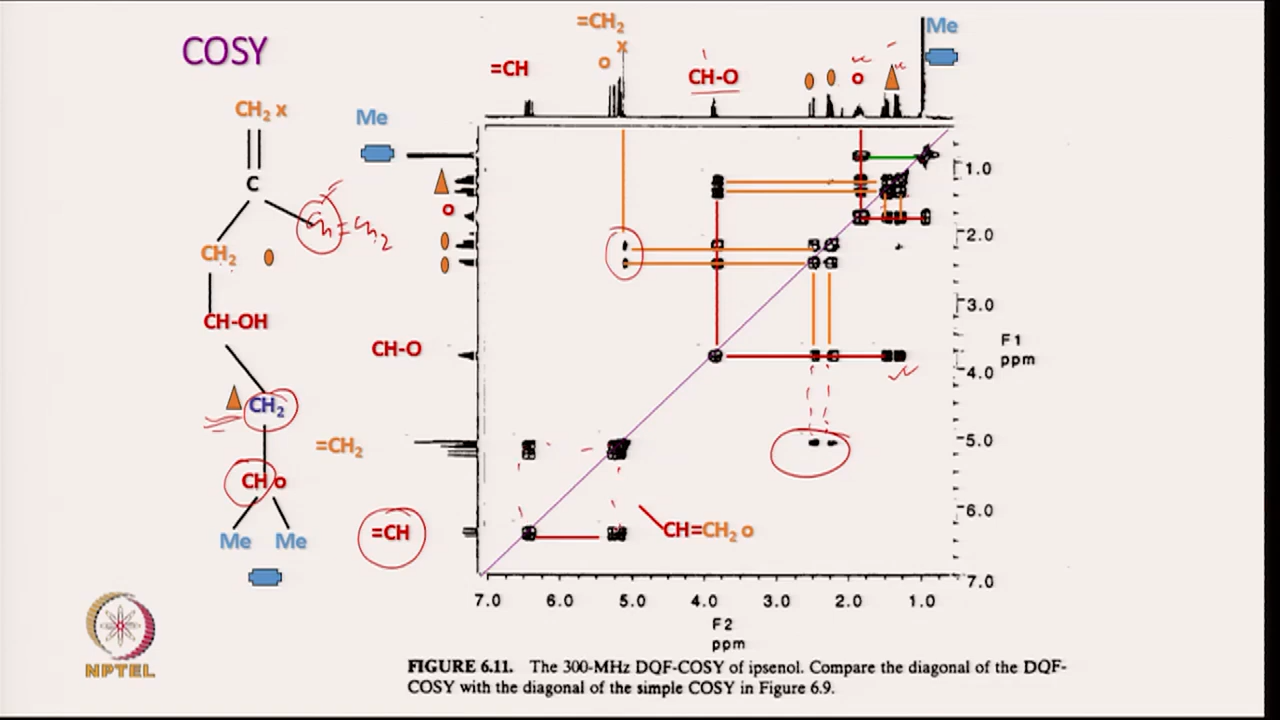 COSY
=CH2
x
o
=CH
CH-O
o
Me
CH2 x
C
CH=CH2
CH2
CH-OH
CH2
CH o
Me Me
Me
o
CH-O
=CH2
=CH
1.0
2.0
3.0
F1
ppm
4.0
5.0
6.0
7.0
CH=CH2 o
7.0 6.0 5.0 4.0 3.0 2.0 1.0
F2
ppm
NPTEL
FIGURE 6.11. The 300-MHz DQF-COSY of ipsenol. Compare the diagonal of the DQF-
COSY with the diagonal of the simple COSY in Figure 6.9.